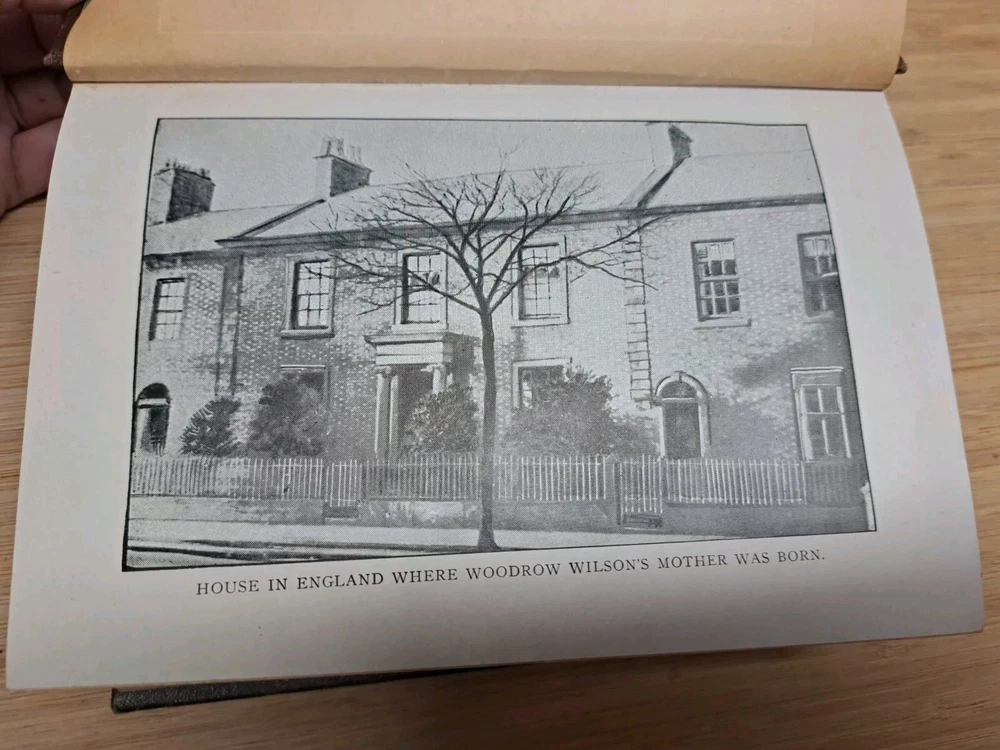 HOUSE IN ENGLAND WHERE WOODROW WILSON'S MOTHER WAS BORN.